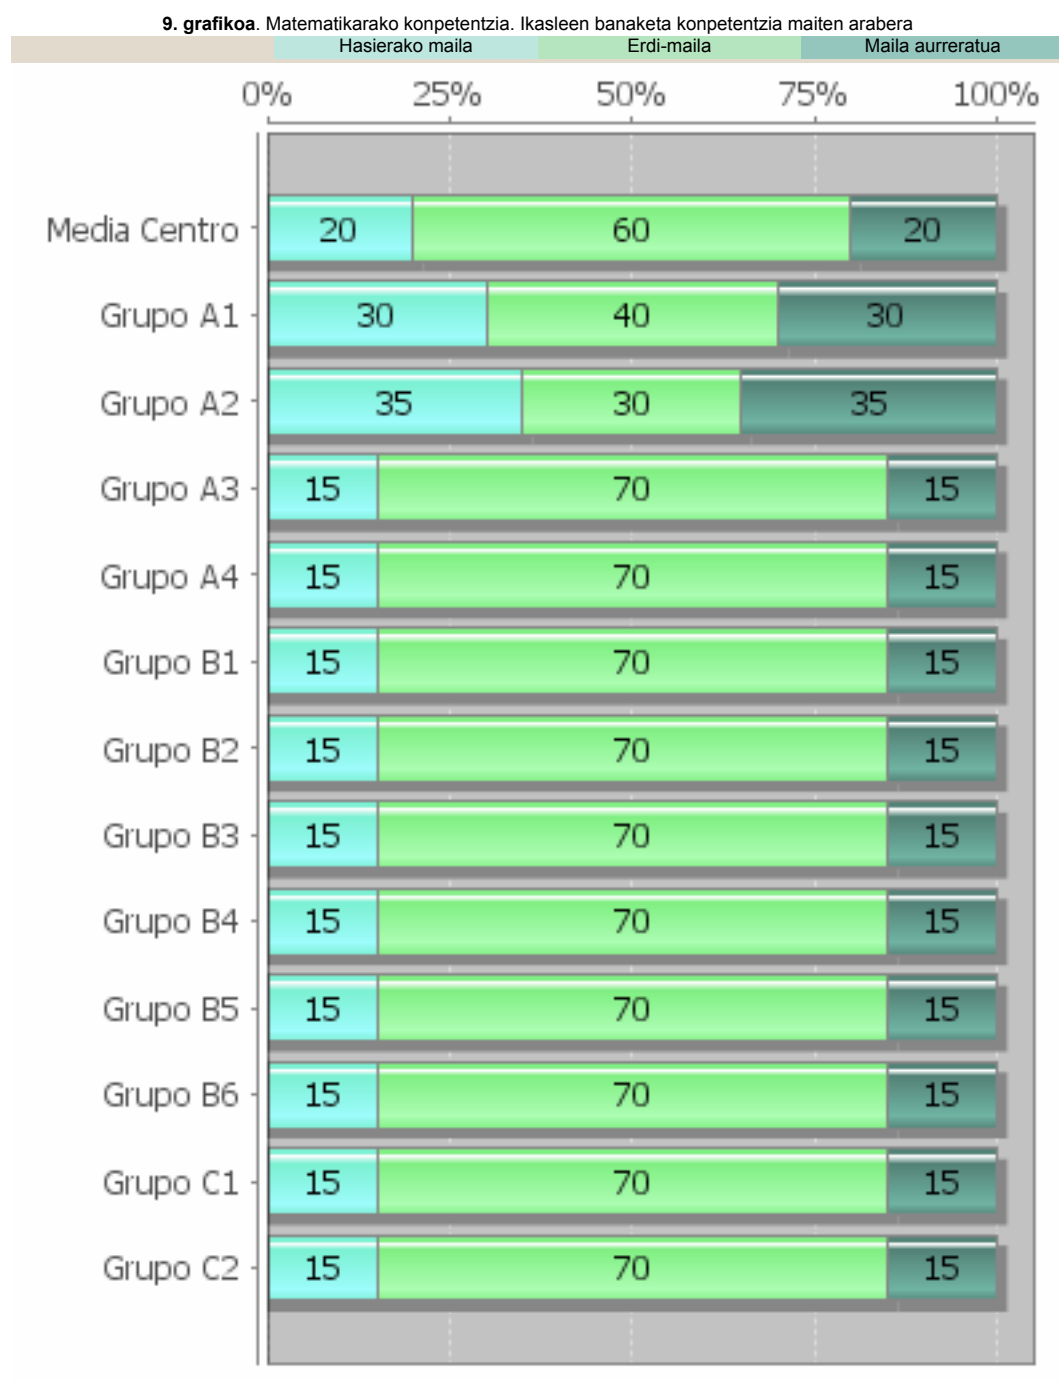 9. grafikoa. Matematikarako konpetentzia. Ikasleen banaketa konpetentzia maiten arabera
Hasierako maila Erdi-maila Maila aurreratua
0% 25% 50% 75% 100%
Media Centro 20 60 20
Grupo A1 30 40 30
Grupo A2 35 30 35
Grupo A3 15 70 15
Grupo A4 15 70 15
Grupo B1 15 70 15
Grupo B2 15 70 15
Grupo B3 15 70 15
Grupo B4 15 70 15
Grupo B5 15 70 15
Grupo B6 15 70 15
Grupo C1 15 70 15
Grupo C2 15 70 15